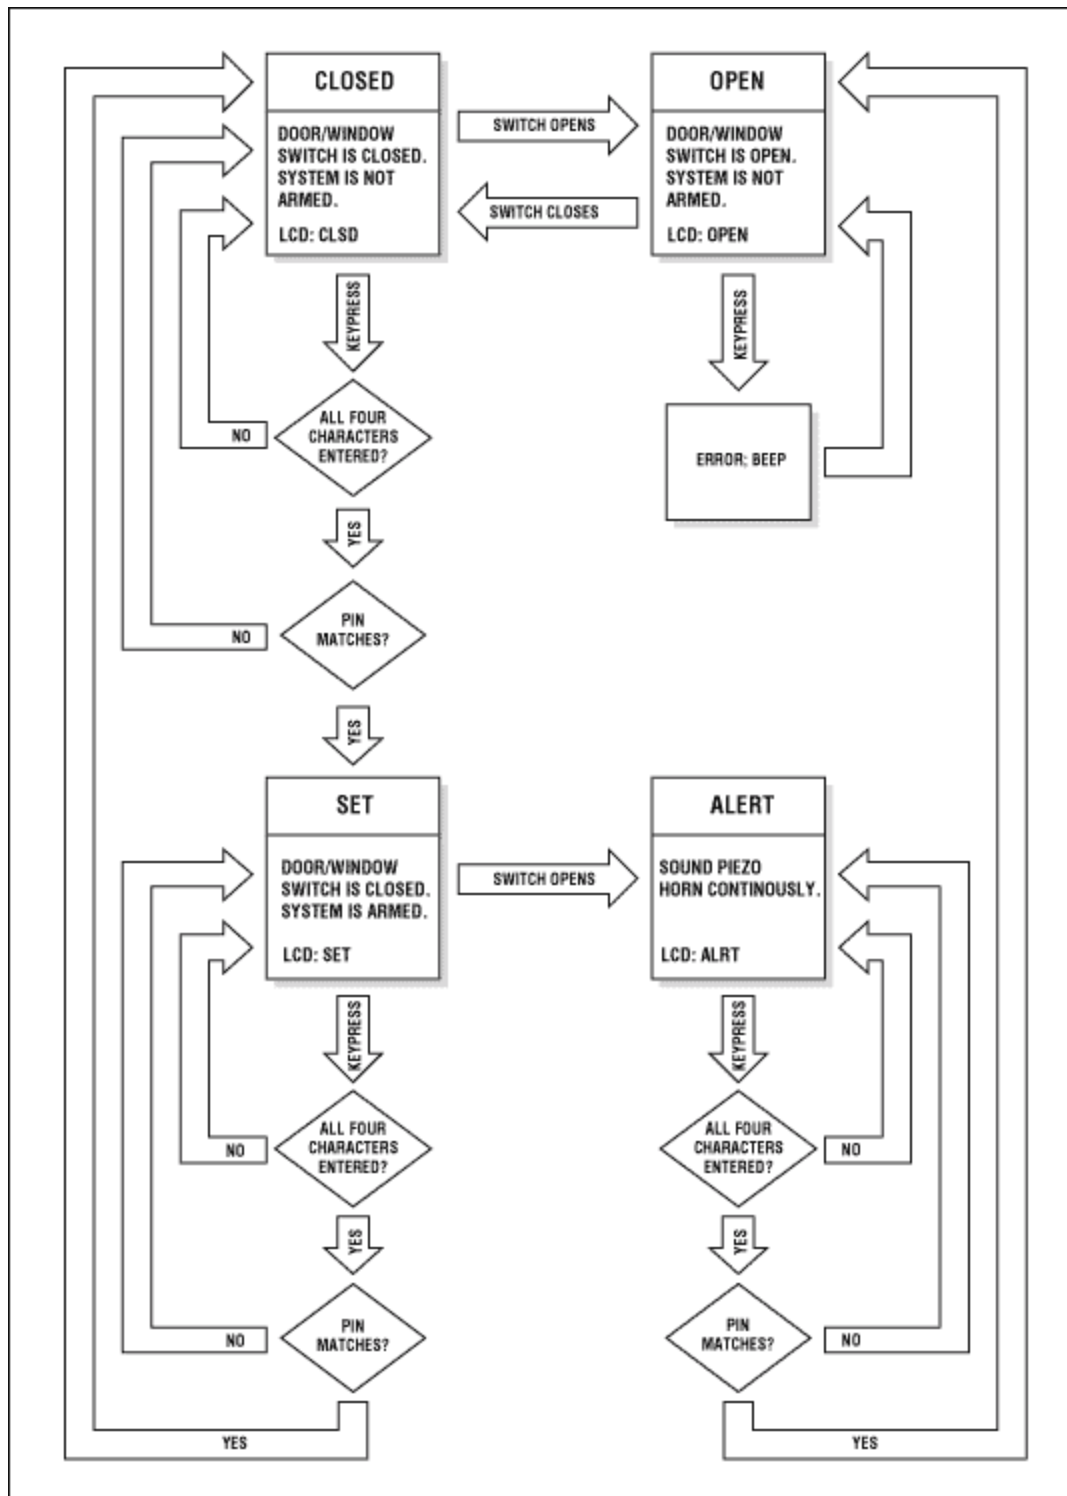 CLOSED
DOOR/WINDOW
SWITCH IS CLOSED.
SYSTEM IS NOT
ARMED.
LCD: CLSD
SWITCH OPENS
SWITCH CLOSES
OPEN
DOOR/WINDOW
SWITCH IS OPEN.
SYSTEM IS NOT
ARMED.
LCD: OPEN
KEYPRESS
KEYPRESS
ALL FOUR
CHARACTERS
ENTERED?
NO
ERROR; BEEP
YES
PIN
MATCHES?
NO
YES
SET
DOOR/WINDOW
SWITCH IS CLOSED.
SYSTEM IS ARMED.
LCD: SET
SWITCH OPENS
ALERT
SOUND PIEZO
HORN CONTINOUSLY.
LCD: ALRT
KEYPRESS
KEYPRESS
ALL FOUR
CHARACTERS
ENTERED?
NO
ALL FOUR
CHARACTERS
ENTERED?
NO
YES
YES
PIN
MATCHES?
NO
PIN
MATCHES?
NO
YES
YES